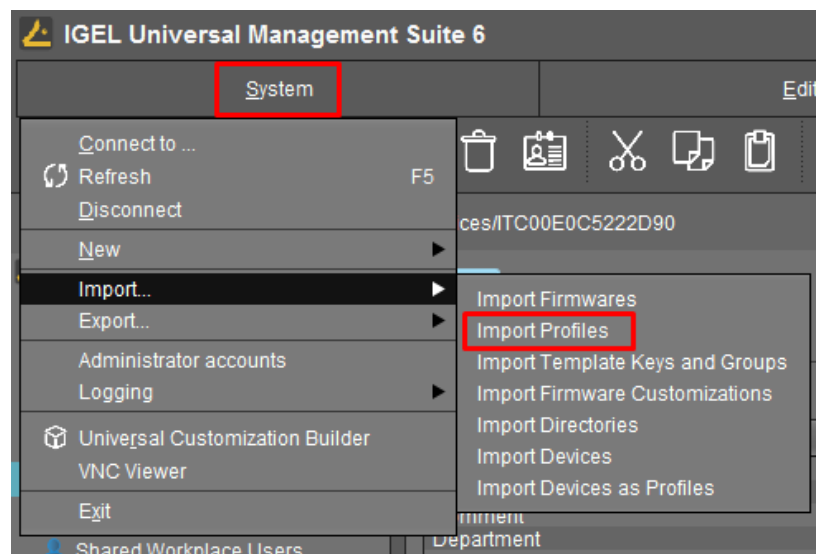 IGEL Universal Management Suite 6
System
Edit
Connect to ...
Refresh F5
Disconnect
ces/ITC00E0C5222D90
New
Import...
Import Firmwares
Export...
Import Profiles
Administrator accounts
Import Template Keys and Groups
Logging
Import Firmware Customizations
Universal Customization Builder
Import Directories
VNC Viewer
Import Devices
Import Devices as Profiles
Exit
mment
Shared Workplace Users
Department